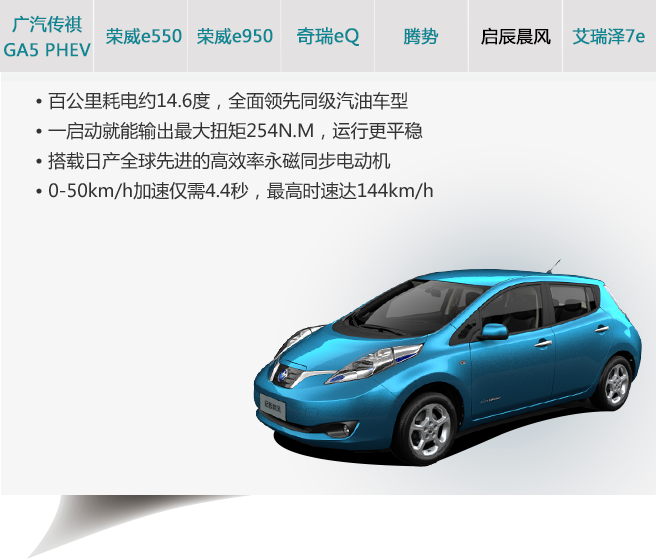 广汽传祺
GA5 PHEV
荣威e550
荣威e950
奇瑞eQ
腾势
启辰晨风
艾瑞泽7e
• 百公里耗电约14.6度，全面领先同级汽油车型
• 一启动就能输出最大扭矩254N.M，运行更平稳
• 搭载日产全球先进的高效率永磁同步电动机
• 0-50km/h加速仅需4.4秒，最高时速达144km/h